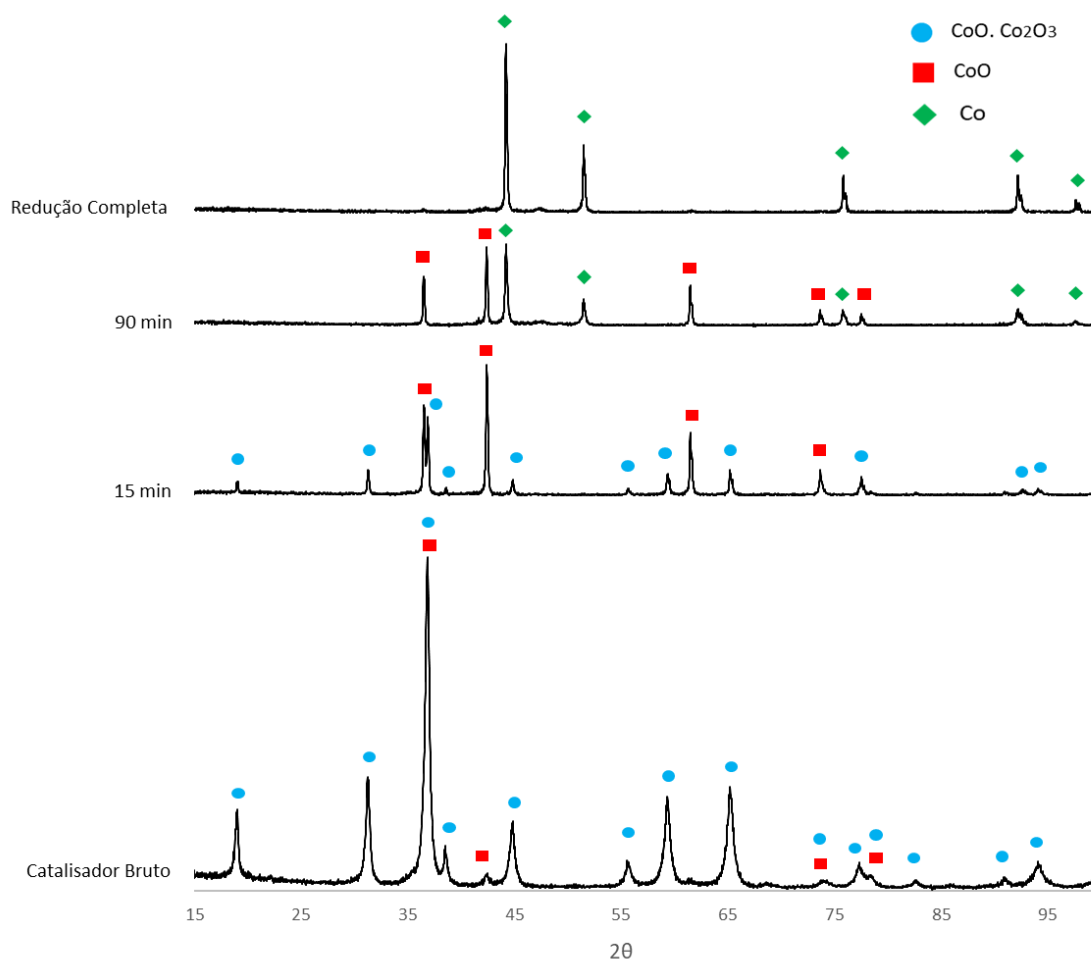 CoO. Co2O3
CoO
Co
Redução Completa
90 min
15 min
Catalisador Bruto
15 25 35 45 55 65 75 85 95
2θ